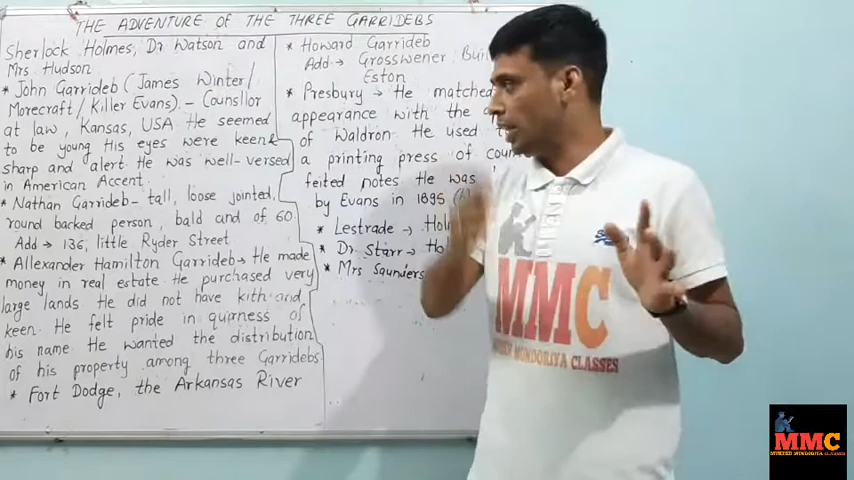 THE ADVENTURE OF THE THREE GARRIDEBS
Sherlock Holmes, Dr Watson and
Mrs Hudson
* John Garrideb (James Winter/
Morecraft/ Killer Evans) - Counsllor
at law, Kansas, USA. He seemed
to be young His eyes were keen &
sharp and alert. He was well-versed
in American Accent.
* Nathan Garrideb - tall, loose jointed,
round backed person, bald and of 60
Add → 136, little Ryder Street
* Allexander Hamilton Garrideb → He made
money in real estate. He purchased very
large lands. He did not have kith and
keen. He felt pride in quirness of
his name. He wanted the distribution
of his property among three Garridebs
* Fort Dodge, the Arkansas River
* Howard Garrideb
Add → Grosswener
Eston
* Presbury → He matched
appearance with the
of Waldron. He used
a printing press of
feited notes. He was
by Evans in 1895
* Lestrade →
* Dr Starr →
* Mrs Saunders
MMC
CLASSES
MMC